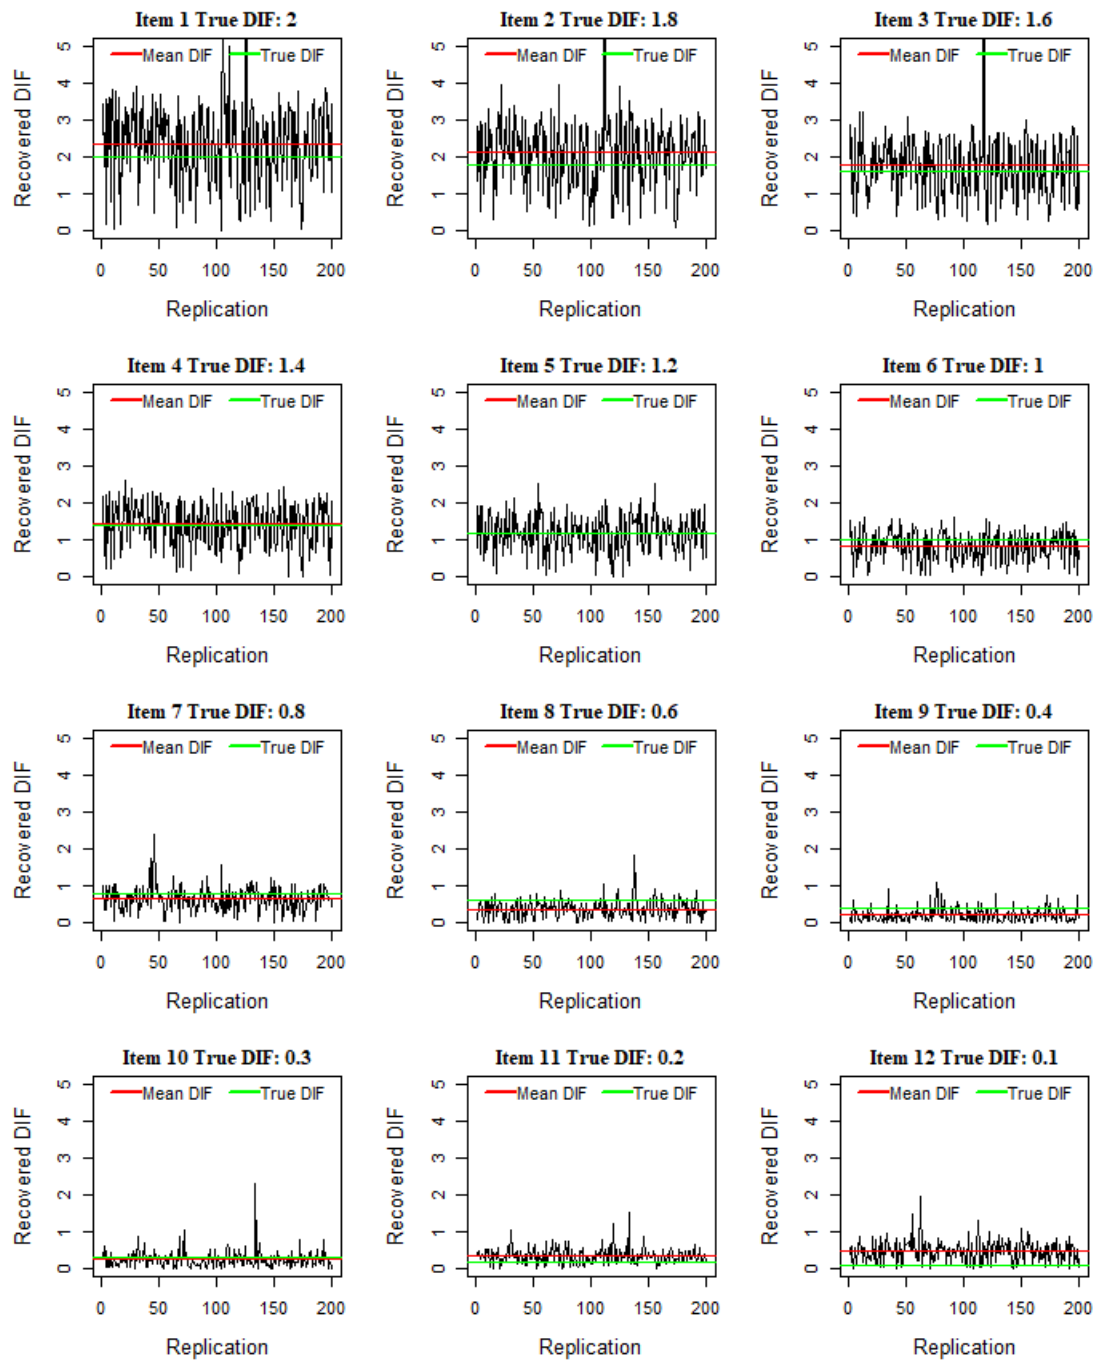 Item 1 True DIF: 2
Item 2 True DIF: 1.8
Item 3 True DIF: 1.6
Mean DIF True DIF
Mean DIF True DIF
Mean DIF True DIF
Recovered DIF
0 1 2 3 4 5
Recovered DIF
0 1 2 3 4 5
Recovered DIF
0 1 2 3 4 5
0 50 100 150 200
0 50 100 150 200
0 50 100 150 200
Replication
Replication
Replication
Item 4 True DIF: 1.4
Item 5 True DIF: 1.2
Item 6 True DIF: 1
Mean DIF True DIF
Mean DIF True DIF
Mean DIF True DIF
Recovered DIF
0 1 2 3 4 5
Recovered DIF
0 1 2 3 4 5
Recovered DIF
0 1 2 3 4 5
0 50 100 150 200
0 50 100 150 200
0 50 100 150 200
Replication
Replication
Replication
Item 7 True DIF: 0.8
Item 8 True DIF: 0.6
Item 9 True DIF: 0.4
Mean DIF True DIF
Mean DIF True DIF
Mean DIF True DIF
Recovered DIF
0 1 2 3 4 5
Recovered DIF
0 1 2 3 4 5
Recovered DIF
0 1 2 3 4 5
0 50 100 150 200
0 50 100 150 200
0 50 100 150 200
Replication
Replication
Replication
Item 10 True DIF: 0.3
Item 11 True DIF: 0.2
Item 12 True DIF: 0.1
Mean DIF True DIF
Mean DIF True DIF
Mean DIF True DIF
Recovered DIF
0 1 2 3 4 5
Recovered DIF
0 1 2 3 4 5
Recovered DIF
0 1 2 3 4 5
0 50 100 150 200
0 50 100 150 200
0 50 100 150 200
Replication
Replication
Replication